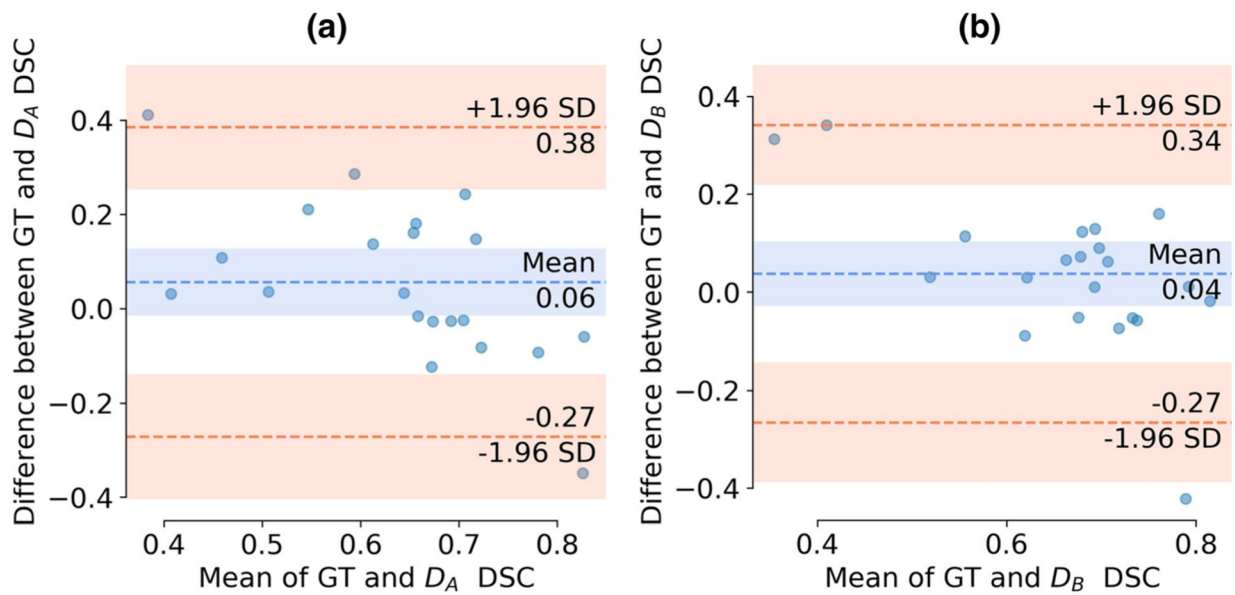 (a)
Difference between GT and D_A DSC
0.4
0.2
0.0
−0.2
−0.4
+1.96 SD
0.38
Mean
0.06
-0.27
-1.96 SD
0.4 0.5 0.6 0.7 0.8
Mean of GT and D_A DSC
(b)
Difference between GT and D_B DSC
0.4
0.2
0.0
−0.2
−0.4
+1.96 SD
0.34
Mean
0.04
-0.27
-1.96 SD
0.4 0.6 0.8
Mean of GT and D_B DSC